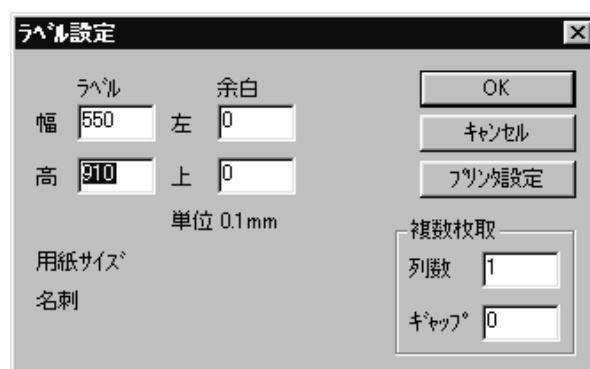 ﾗﾍﾞﾙ設定
ﾗﾍﾞﾙ 余白
幅 550 左 0
高 910 上 0
単位 0.1mm
用紙ｻｲｽﾞ
名刺
OK
ｷｬﾝｾﾙ
ﾌﾟﾘﾝﾀ設定
複数枚取
列数 1
ｷﾞｬｯﾌﾟ 0